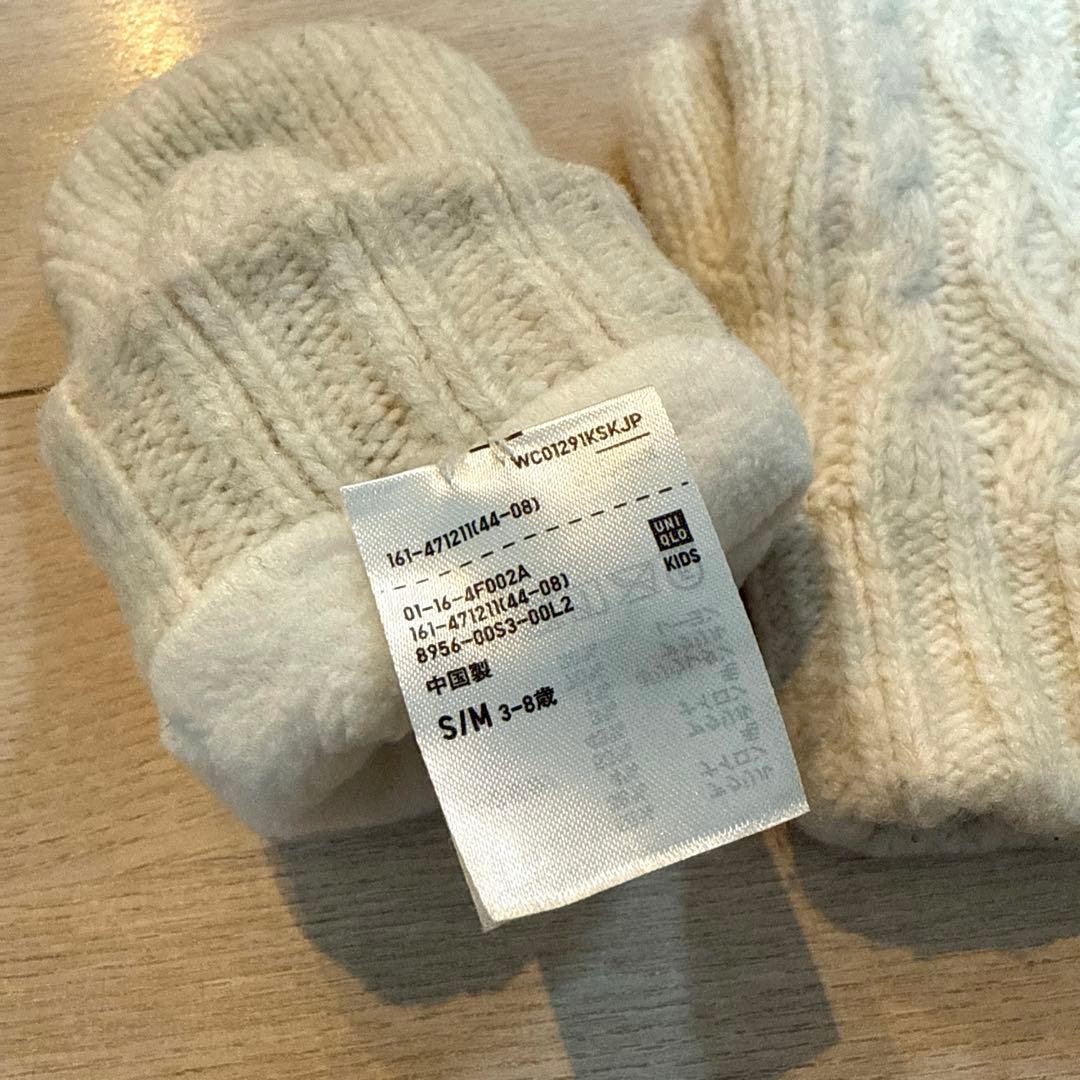 WC01291KSKJP
161-471211(44-08)
UNI
QLO
KIDS
01-16-4F002A
161-471211(44-08)
8956-00S3-00L2
中国製
S/M 3-8歳